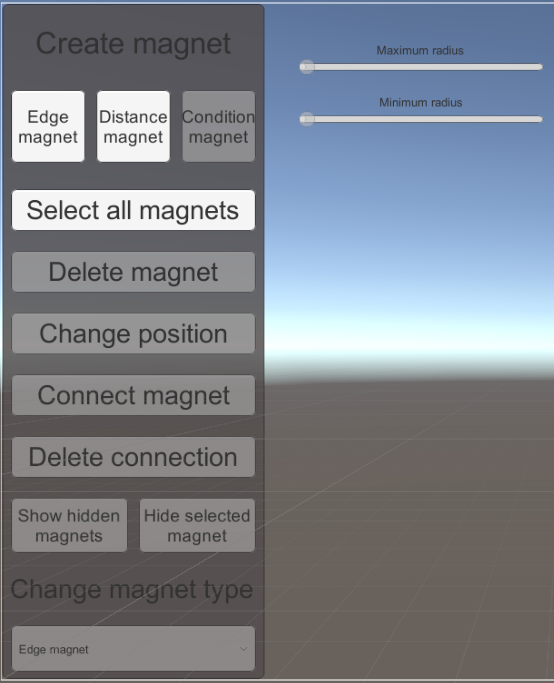 Create magnet
Maximum radius
Minimum radius
Edge
magnet
Distance
magnet
Condition
magnet
Select all magnets
Delete magnet
Change position
Connect magnet
Delete connection
Show hidden
magnets
Hide selected
magnet
Change magnet type
Edge magnet